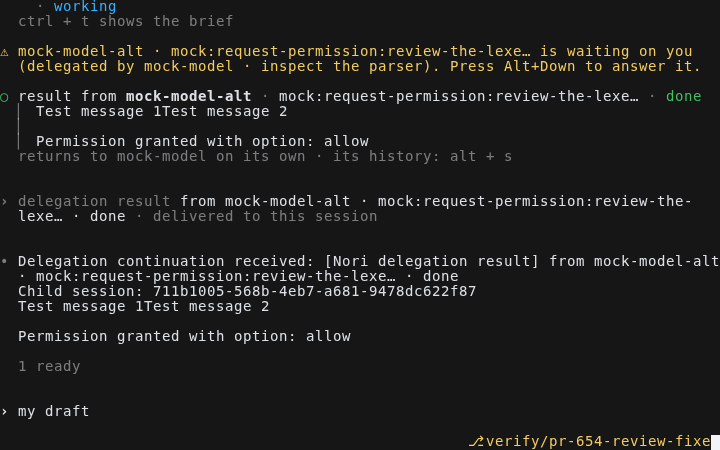 · working
ctrl + t shows the brief
⚠ mock-model-alt · mock:request-permission:review-the-lexe… is waiting on you
(delegated by mock-model · inspect the parser). Press Alt+Down to answer it.
○ result from mock-model-alt · mock:request-permission:review-the-lexe… · done
│ Test message 1Test message 2
│
│ Permission granted with option: allow
returns to mock-model on its own · its history: alt + s
› delegation result from mock-model-alt · mock:request-permission:review-the-
lexe… · done · delivered to this session
• Delegation continuation received: [Nori delegation result] from mock-model-alt
· mock:request-permission:review-the-lexe… · done
Child session: 711b1005-568b-4eb7-a681-9478dc622f87
Test message 1Test message 2
Permission granted with option: allow
1 ready
› my draft
⎇verify/pr-654-review-fixe